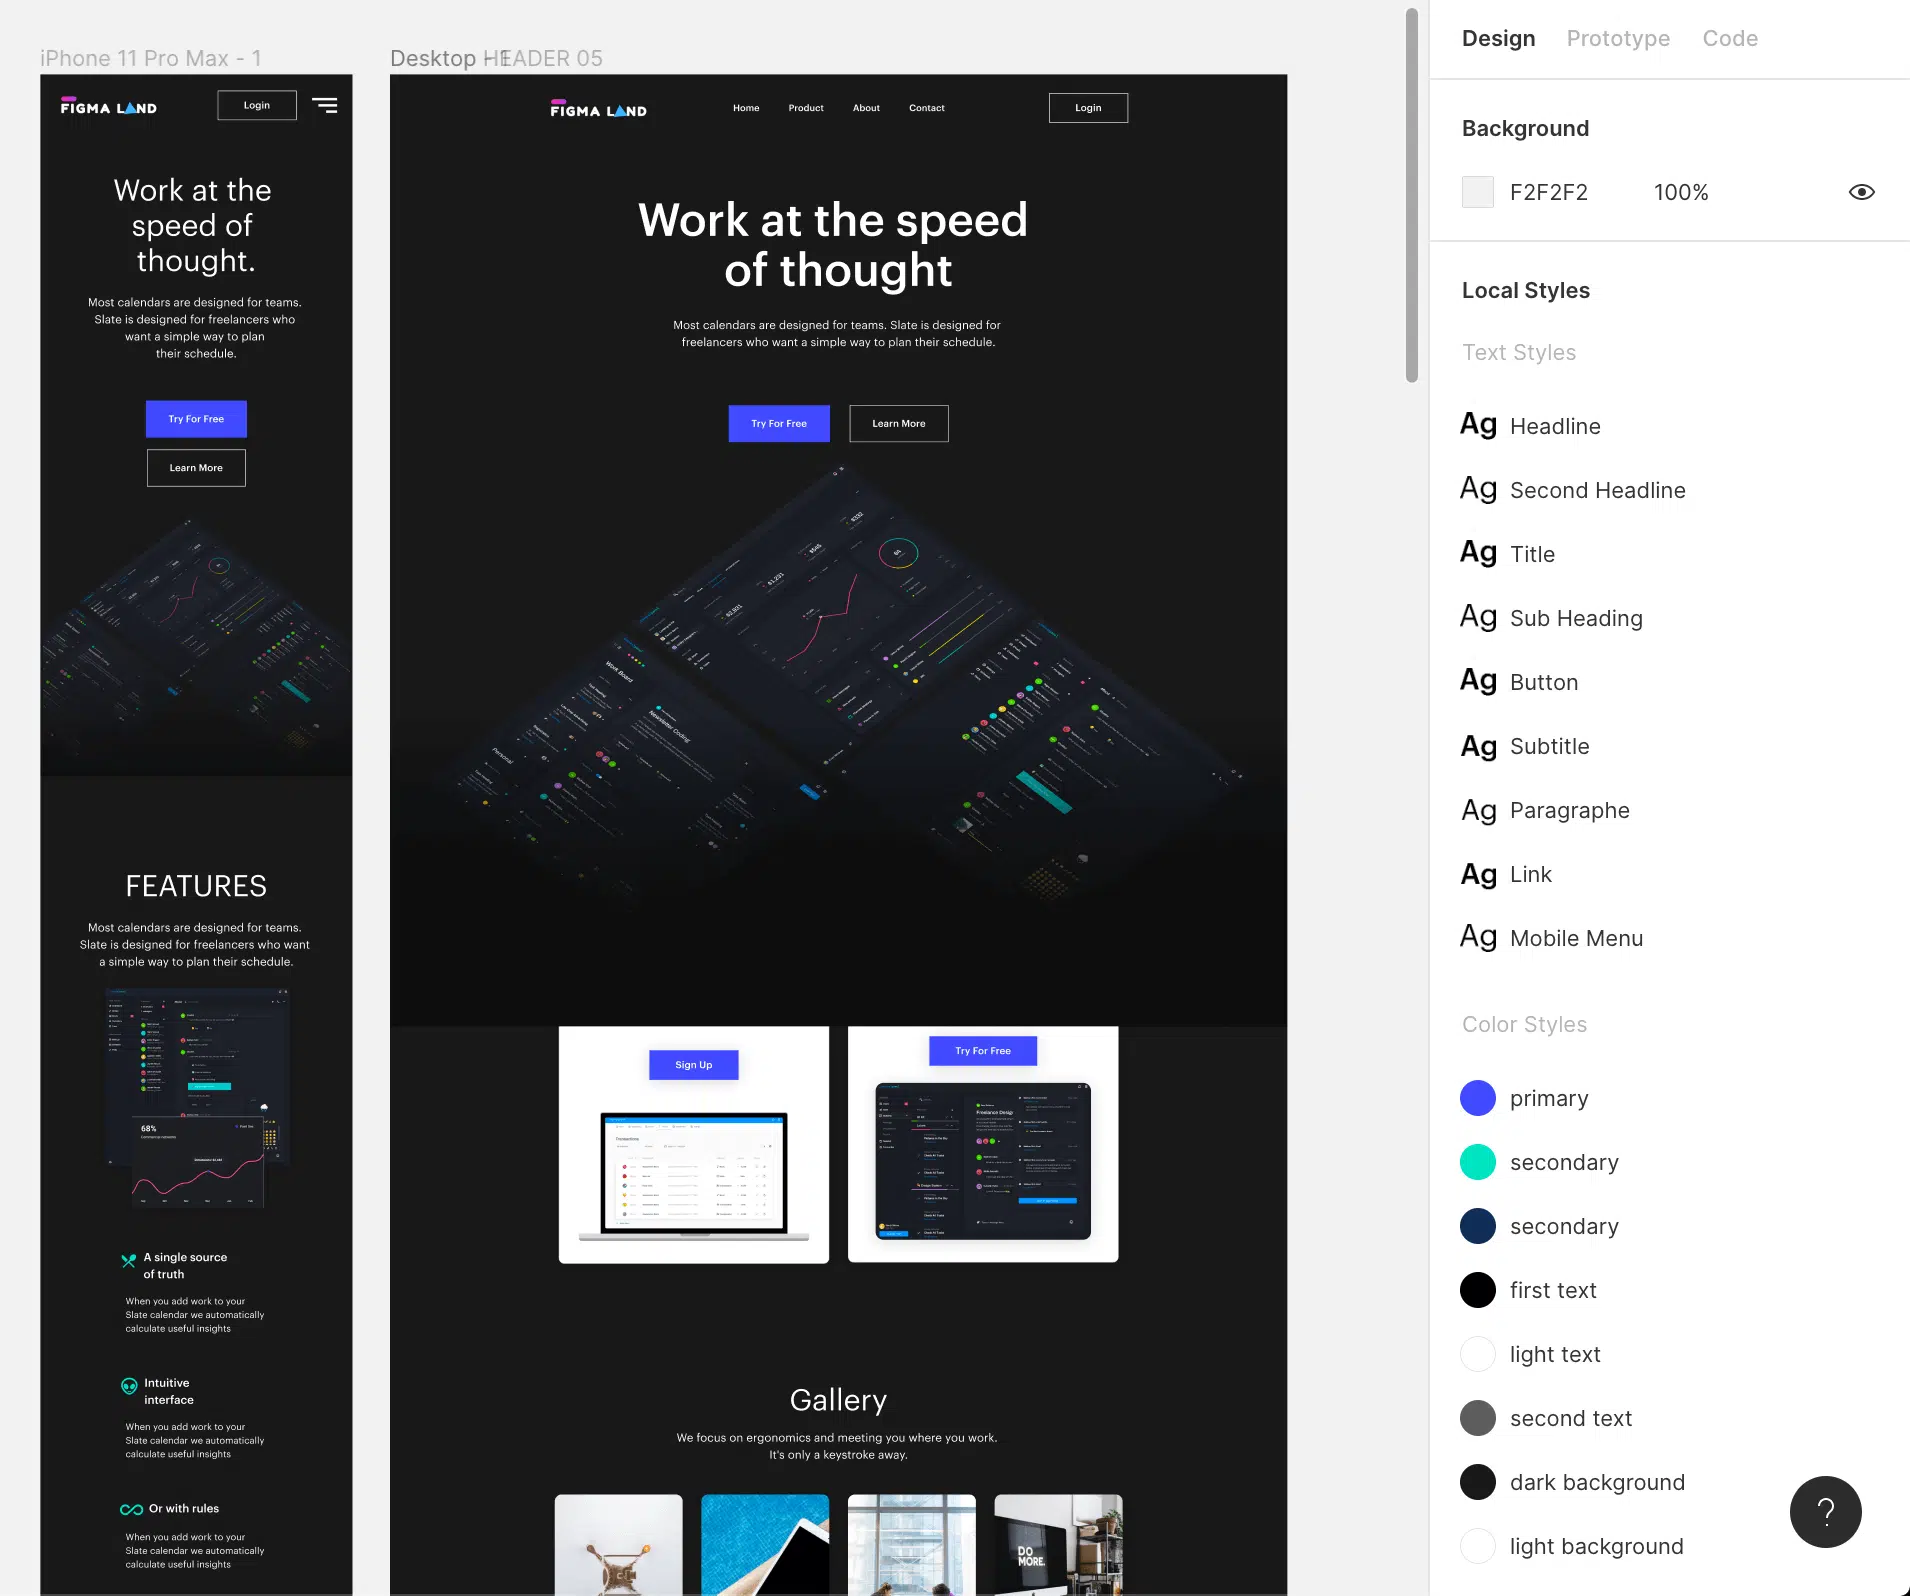 iPhone 11 Pro Max - 1
FIGMA LAND
Login
Work at the
speed of
thought.
Most calendars are designed for teams.
Slate is designed for freelancers who
want a simple way to plan
their schedule.
Try For Free
Learn More
FEATURES
Most calendars are designed for teams.
Slate is designed for freelancers who want
a simple way to plan their schedule.
68%
A single source
of truth
When you add work to your
Slate calendar we automatically
calculate useful insights
Intuitive
interface
When you add work to your
Slate calendar we automatically
calculate useful insights
Or with rules
When you add work to your
Slate calendar we automatically
calculate useful insights
Desktop - 1
HEADER 05
FIGMA LAND
Home
Product
About
Contact
Login
Work at the speed
of thought
Most calendars are designed for teams. Slate is designed for
freelancers who want a simple way to plan their schedule.
Try For Free
Learn More
Work Board
Newsletter Coding
Personal
Sign Up
Transactions
Try For Free
Freelance Design
Gallery
We focus on ergonomics and meeting you where you work.
It's only a keystroke away.
DO
MORE.
Design
Prototype
Code
Background
F2F2F2
100%
Local Styles
Text Styles
Ag Headline
Ag Second Headline
Ag Title
Ag Sub Heading
Ag Button
Ag Subtitle
Ag Paragraphe
Ag Link
Ag Mobile Menu
Color Styles
primary
secondary
secondary
first text
light text
second text
dark background
light background
?